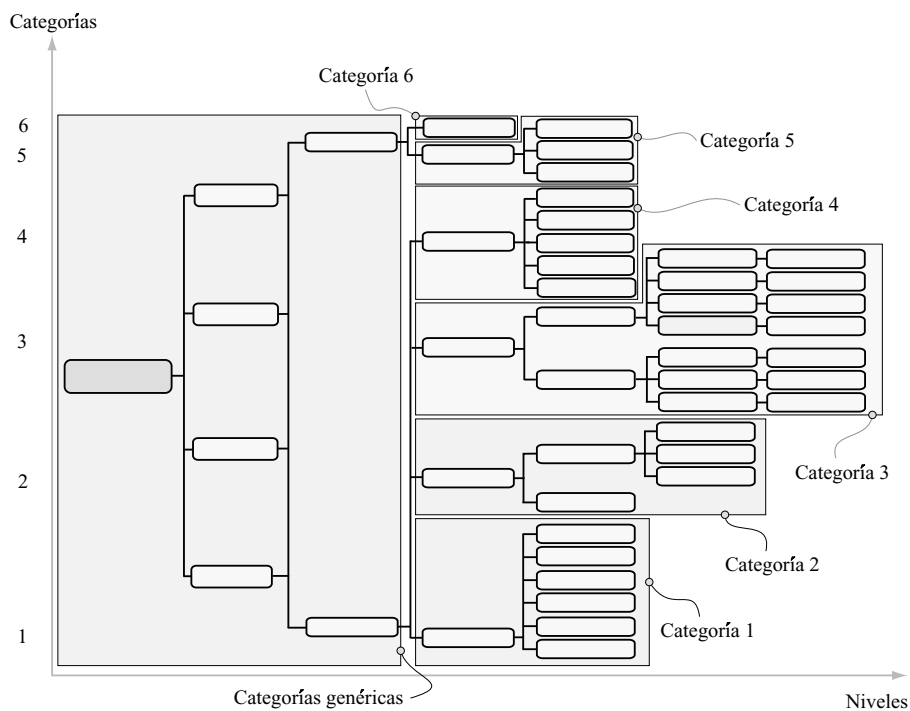 Categorías
Categoría 6
6
5
Categoría 5
Categoría 4
4
3
Categoría 3
2
Categoría 2
Categoría 1
1
Categorías genéricas
Niveles